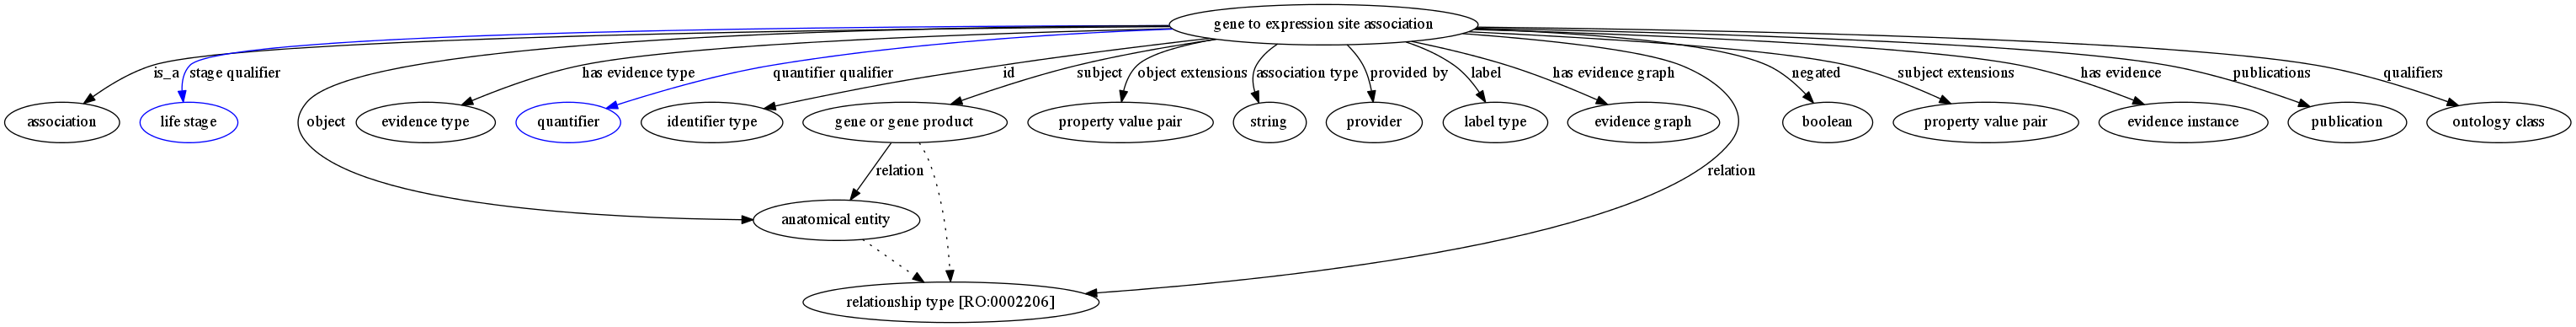 gene to expression site association
is_a
stage qualifier
has evidence type
quantifier qualifier
id
subject
object extensions
association type
provided by
label
has evidence graph
negated
subject extensions
has evidence
publications
qualifiers
association
life stage
object
evidence type
quantifier
identifier type
gene or gene product
property value pair
string
provider
label type
evidence graph
boolean
property value pair
evidence instance
publication
ontology class
relation
relation
anatomical entity
relationship type [RO:0002206]